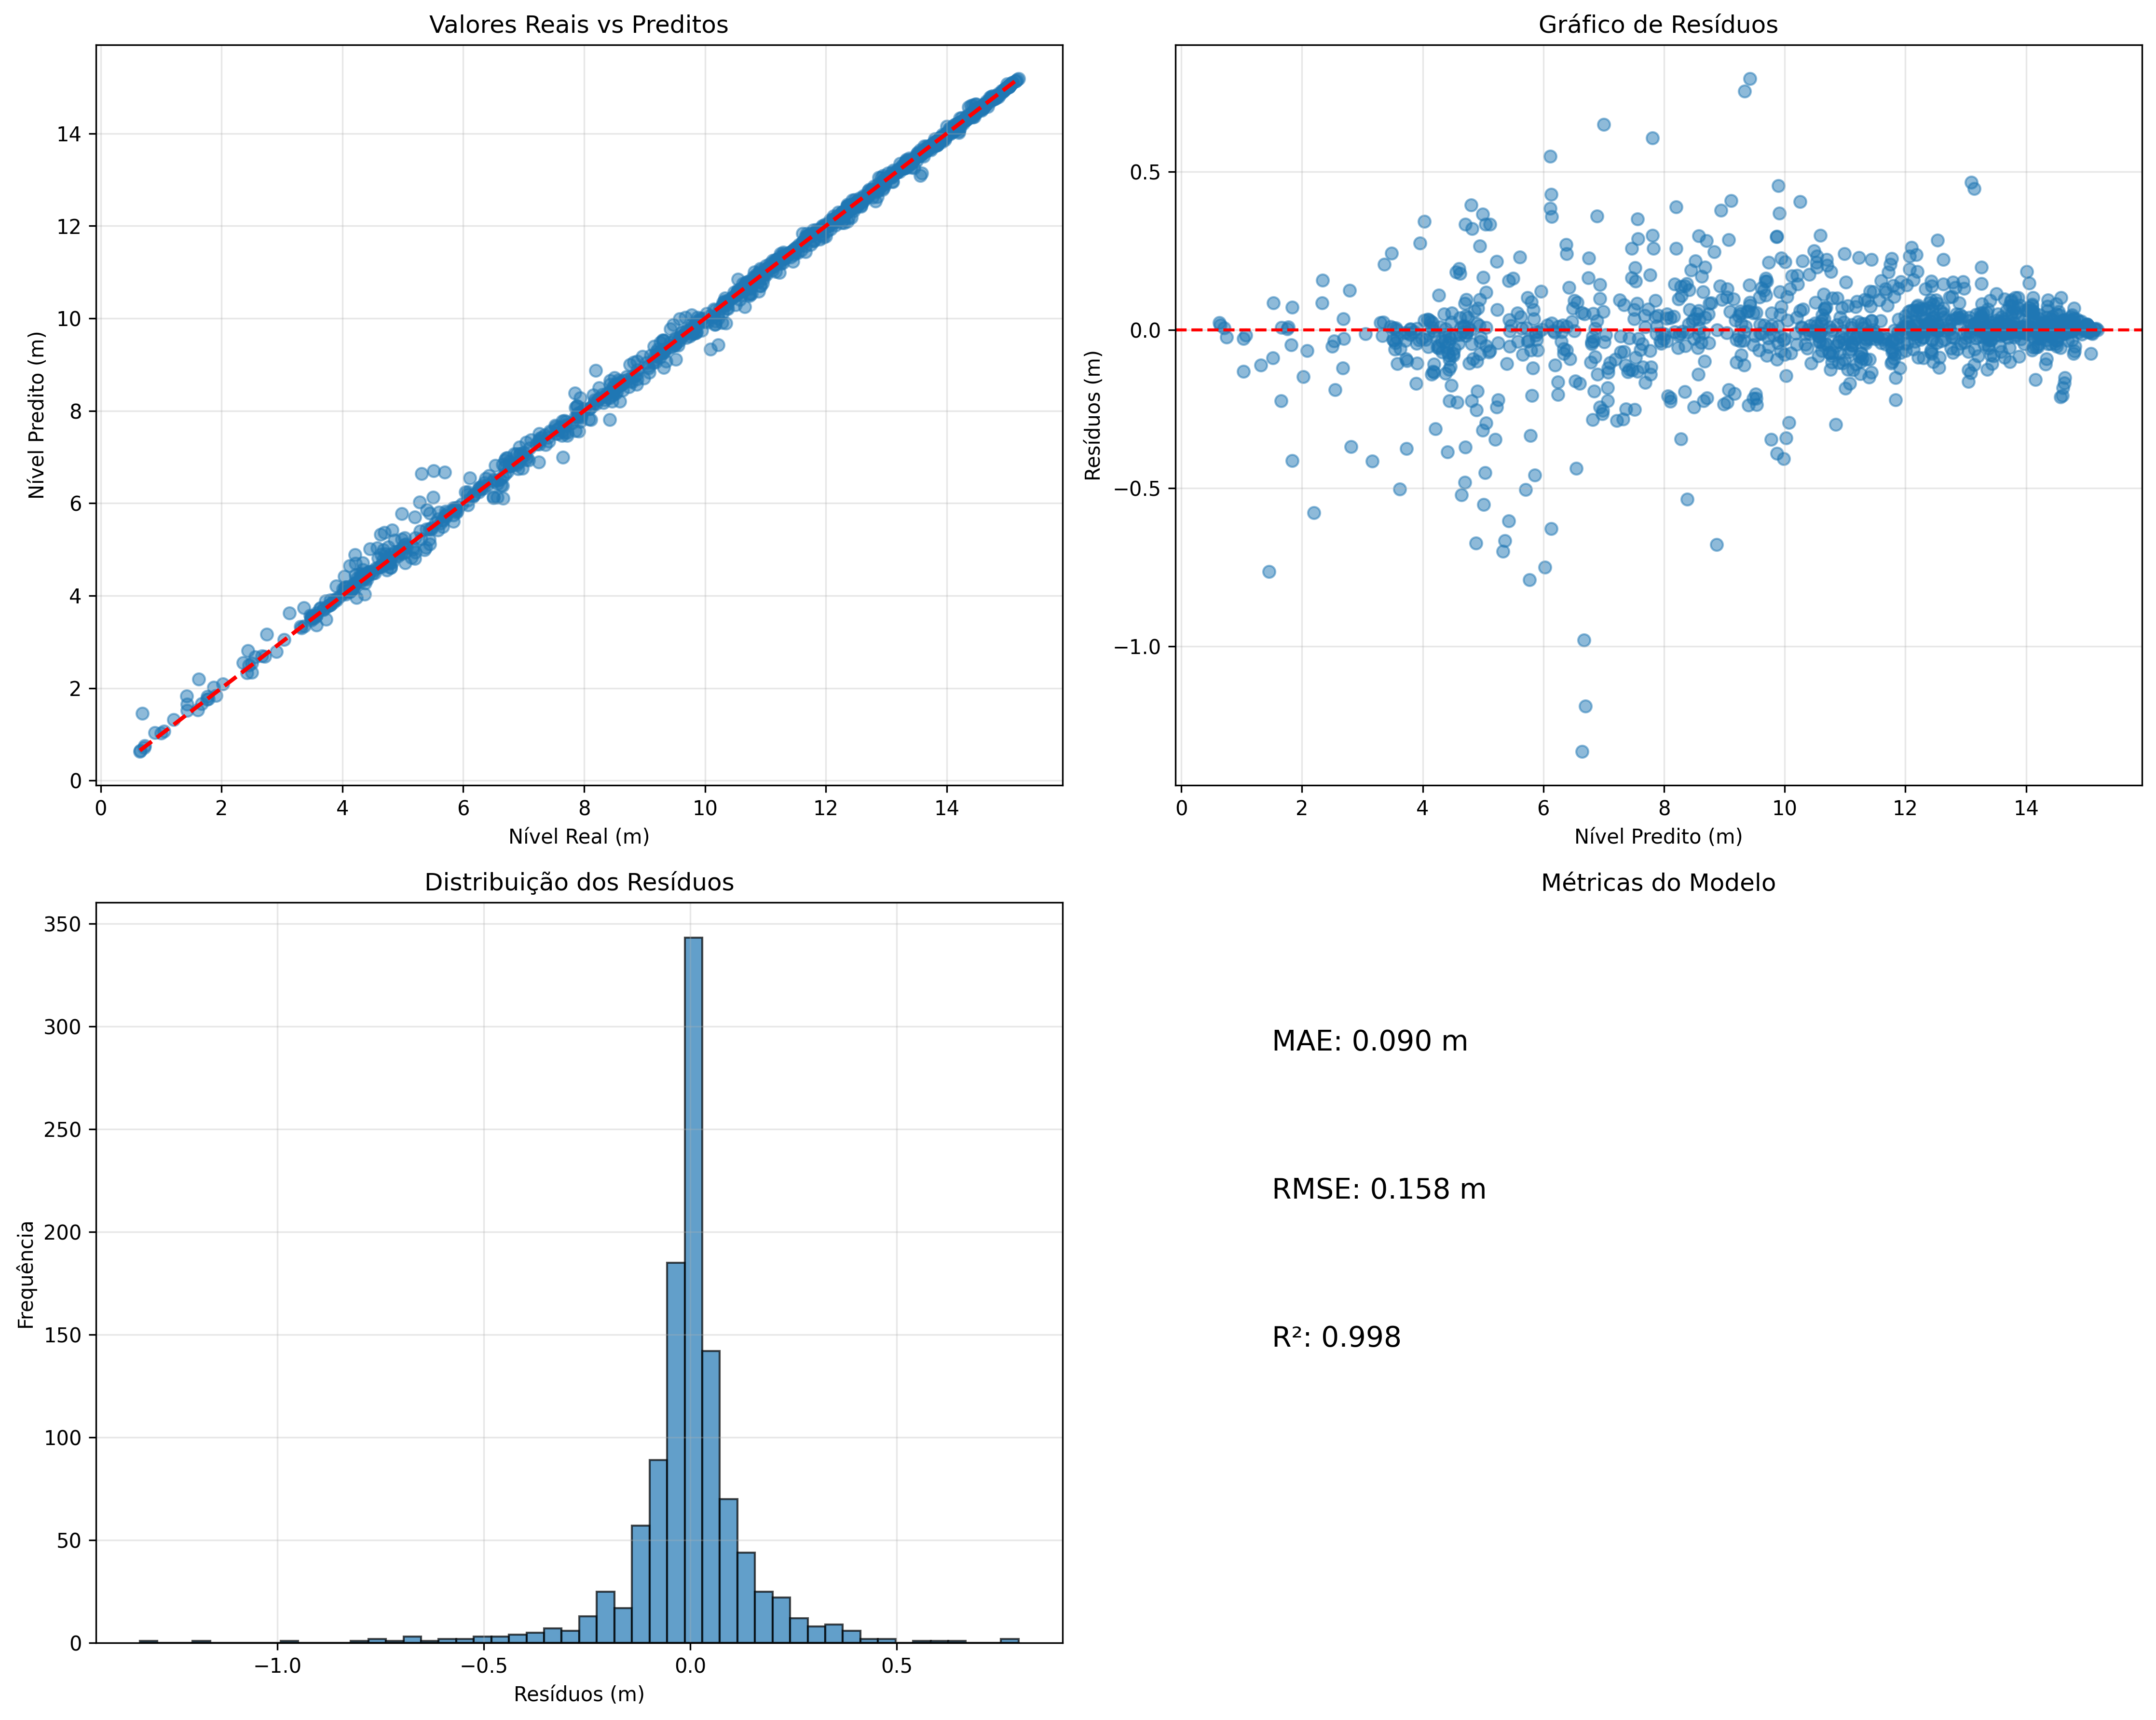 Valores Reais vs Preditos
Nível Predito (m)
14
12
10
8
6
4
2
0
0 2 4 6 8 10 12 14
Nível Real (m)
Gráfico de Resíduos
Resíduos (m)
0.5
0.0
−0.5
−1.0
0 2 4 6 8 10 12 14
Nível Predito (m)
Distribuição dos Resíduos
Frequência
350
300
250
200
150
100
50
0
−1.0 −0.5 0.0 0.5
Resíduos (m)
Métricas do Modelo
MAE: 0.090 m
RMSE: 0.158 m
R²: 0.998